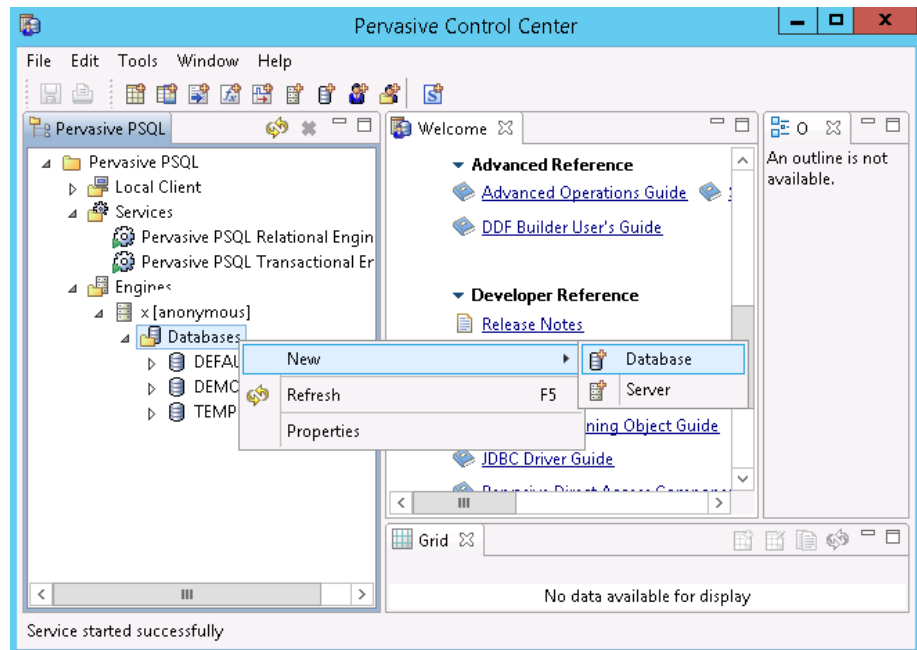 Pervasive Control Center
File Edit Tools Window Help
Pervasive PSQL
Pervasive PSQL
Local Client
Services
Pervasive PSQL Relational Engin
Pervasive PSQL Transactional Er
Engines
x [anonymous]
Databases
DEFAU
DEMO
TEMP
New
Refresh F5
Properties
Database
Server
Welcome
Advanced Reference
Advanced Operations Guide
DDF Builder User's Guide
Developer Reference
Release Notes
ning Object Guide
JDBC Driver Guide
O
An outline is not
available.
Grid
No data available for display
Service started successfully